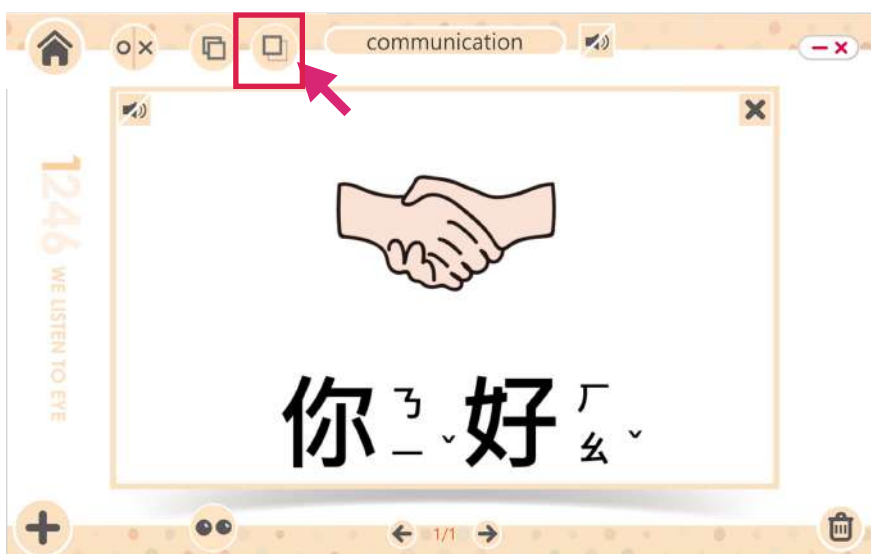 communication
1246 WE LISTEN TO EYE
你ㄋㄧˇ好ㄏㄠˇ
1/1